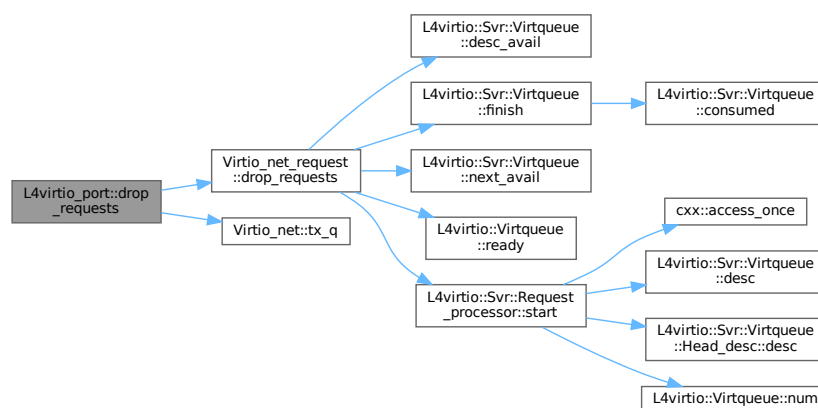 L4virtio_port::drop
_requests
Virtio_net_request
::drop_requests
Virtio_net::tx_q
L4virtio::Svr::Virtqueue
::desc_avail
L4virtio::Svr::Virtqueue
::finish
L4virtio::Svr::Virtqueue
::next_avail
L4virtio::Virtqueue
::ready
L4virtio::Svr::Request
_processor::start
L4virtio::Svr::Virtqueue
::consumed
cxx::access_once
L4virtio::Svr::Virtqueue
::desc
L4virtio::Svr::Virtqueue
::Head_desc::desc
L4virtio::Virtqueue::num